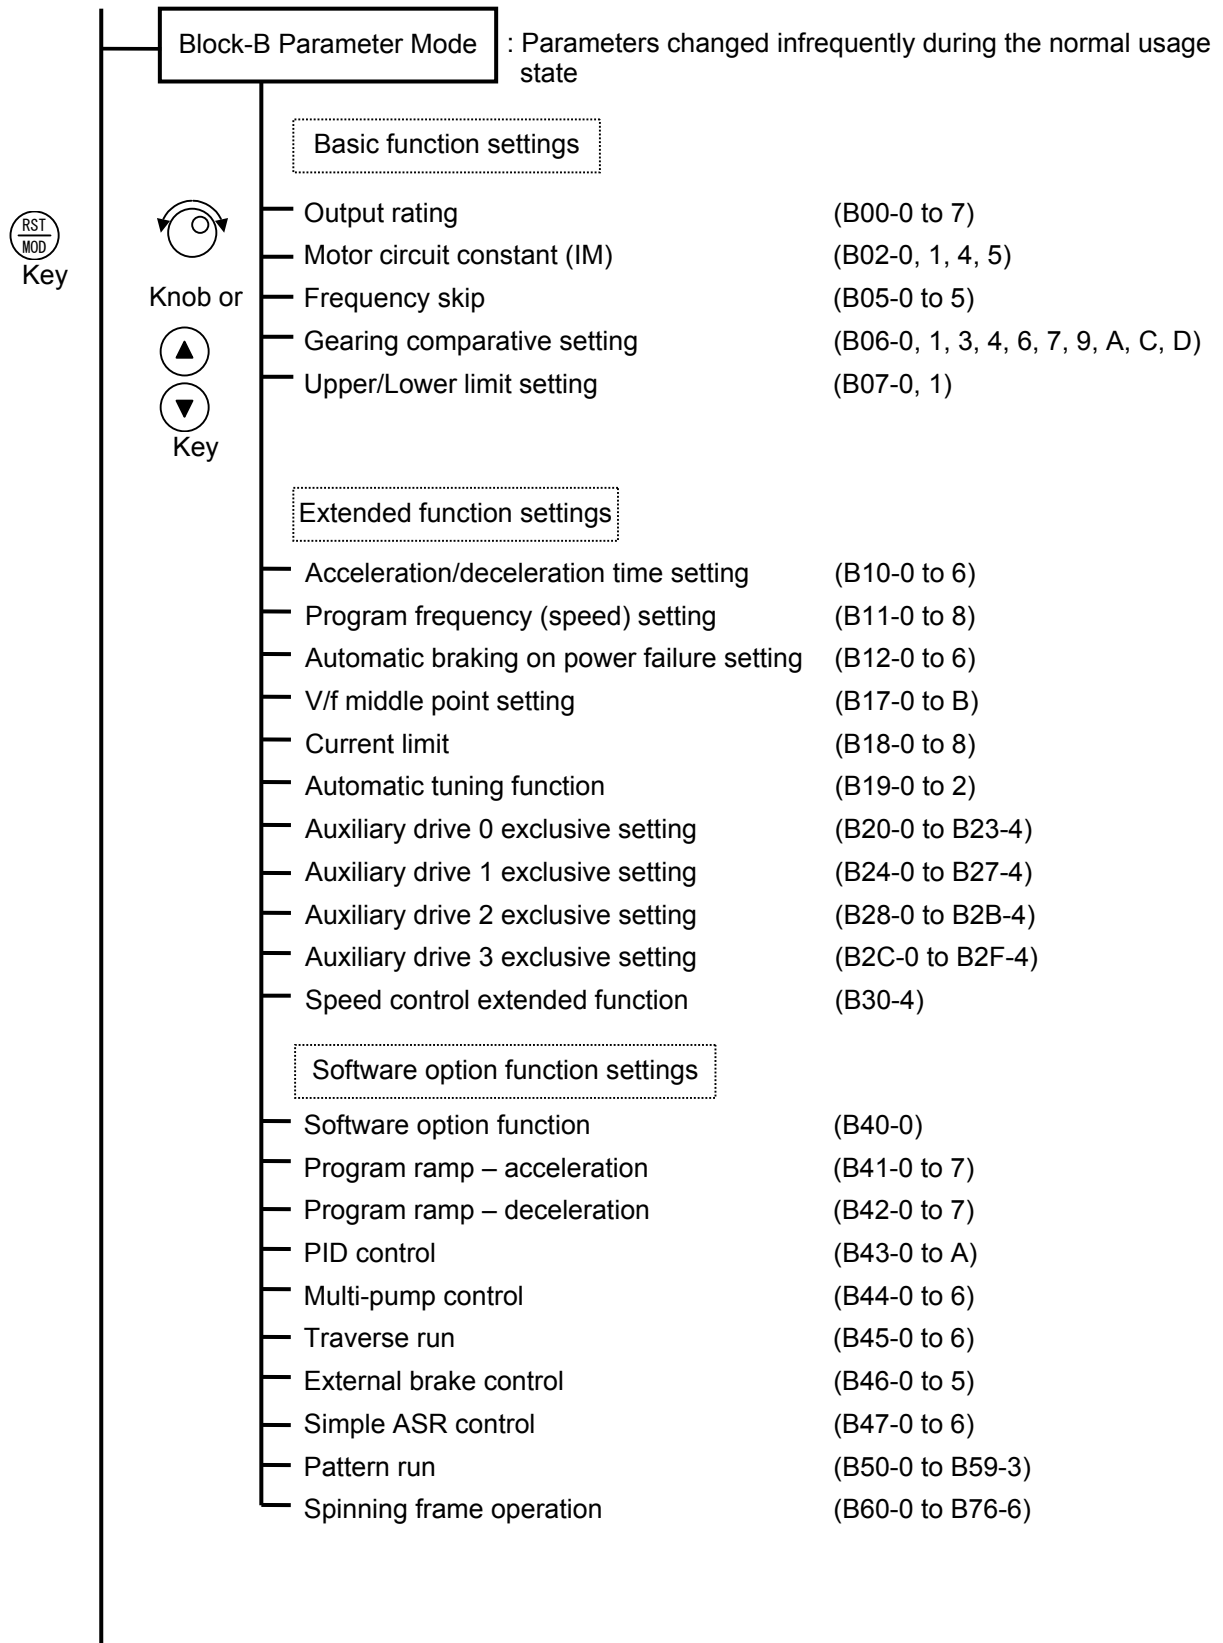 Block-B Parameter Mode : Parameters changed infrequently during the normal usage
state
Basic function settings
RST
MOD
Key
Knob or
Key
Output rating (B00-0 to 7)
Motor circuit constant (IM) (B02-0, 1, 4, 5)
Frequency skip (B05-0 to 5)
Gearing comparative setting (B06-0, 1, 3, 4, 6, 7, 9, A, C, D)
Upper/Lower limit setting (B07-0, 1)
Extended function settings
Acceleration/deceleration time setting (B10-0 to 6)
Program frequency (speed) setting (B11-0 to 8)
Automatic braking on power failure setting (B12-0 to 6)
V/f middle point setting (B17-0 to B)
Current limit (B18-0 to 8)
Automatic tuning function (B19-0 to 2)
Auxiliary drive 0 exclusive setting (B20-0 to B23-4)
Auxiliary drive 1 exclusive setting (B24-0 to B27-4)
Auxiliary drive 2 exclusive setting (B28-0 to B2B-4)
Auxiliary drive 3 exclusive setting (B2C-0 to B2F-4)
Speed control extended function (B30-4)
Software option function settings
Software option function (B40-0)
Program ramp – acceleration (B41-0 to 7)
Program ramp – deceleration (B42-0 to 7)
PID control (B43-0 to A)
Multi-pump control (B44-0 to 6)
Traverse run (B45-0 to 6)
External brake control (B46-0 to 5)
Simple ASR control (B47-0 to 6)
Pattern run (B50-0 to B59-3)
Spinning frame operation (B60-0 to B76-6)